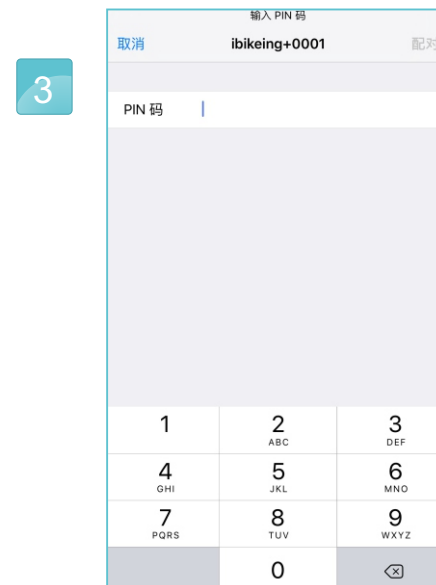 3
输入 PIN 码
取消 ibikeing+0001 配对
PIN 码
1 2 3
ABC DEF
4 5 6
GHI JKL MNO
7 8 9
PQRS TUV WXYZ
0